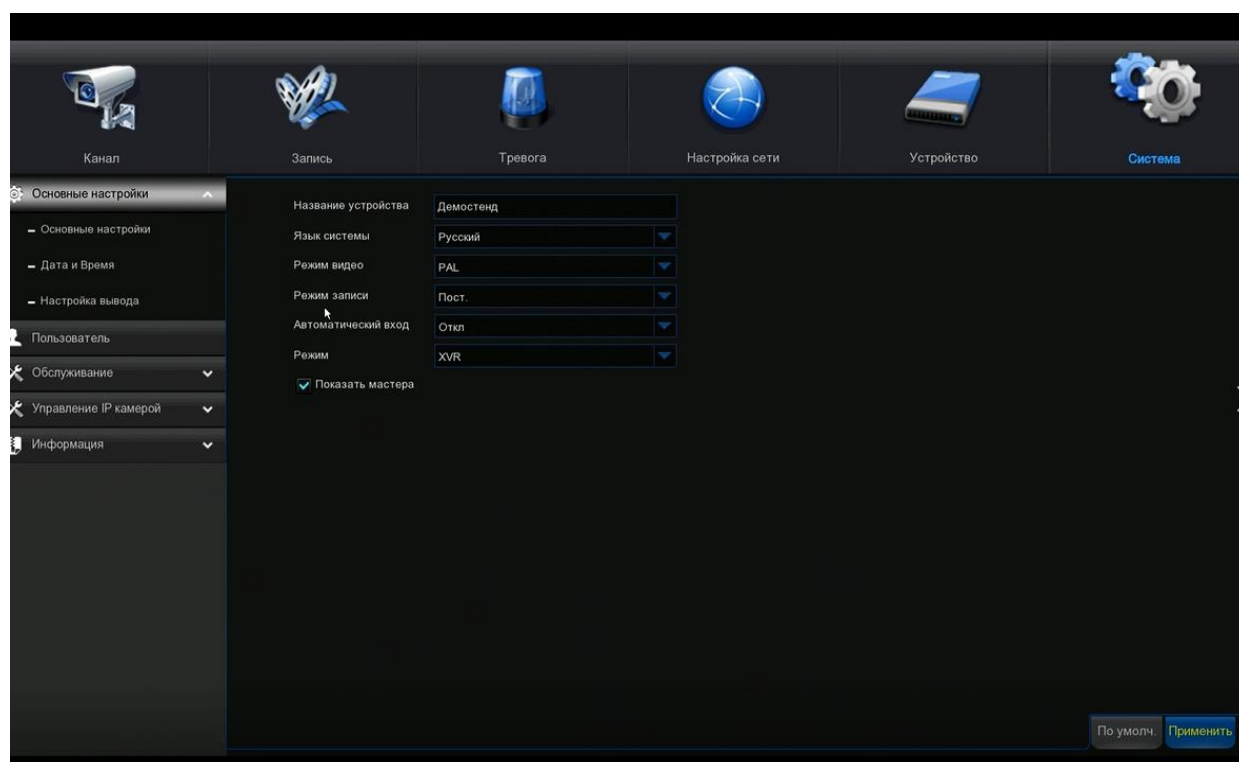 Канал
Запись
Тревога
Настройка сети
Устройство
Система
Основные настройки
Основные настройки
Дата и Время
Настройка вывода
Пользователь
Обслуживание
Управление IP камерой
Информация
Название устройства Демостенд
Язык системы Русский
Режим видео PAL
Режим записи Пост.
Автоматический вход Откл
Режим XVR
Показать мастера
По умолч. Применить